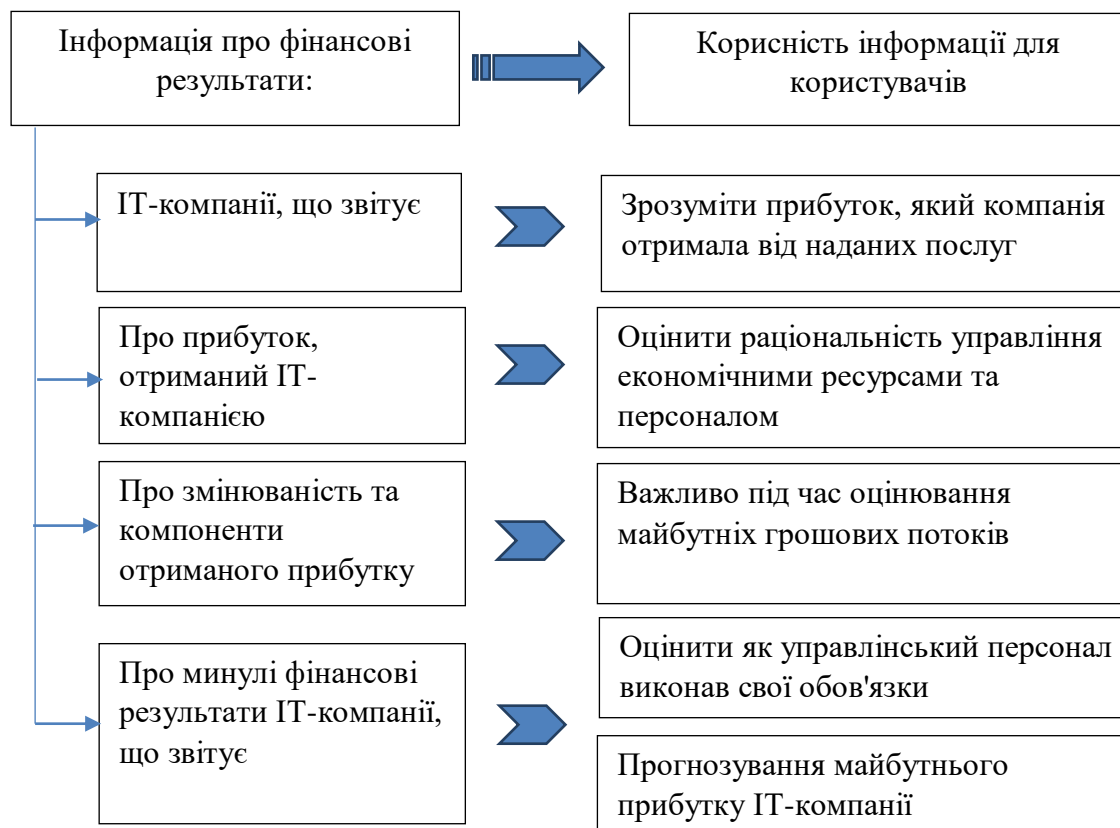 Інформація про фінансові
результати:
Корисність інформації для
користувачів
ІТ-компанії, що звітує
Зрозуміти прибуток, який компанія
отримала від наданих послуг
Про прибуток,
отриманий ІТ-
компанією
Оцінити раціональність управління
економічними ресурсами та
персоналом
Про змінюваність та
компоненти
отриманого прибутку
Важливо під час оцінювання
майбутніх грошових потоків
Про минулі фінансові
результати ІТ-компанії,
що звітує
Оцінити як управлінський персонал
виконав свої обов'язки
Прогнозування майбутнього
прибутку ІТ-компанії